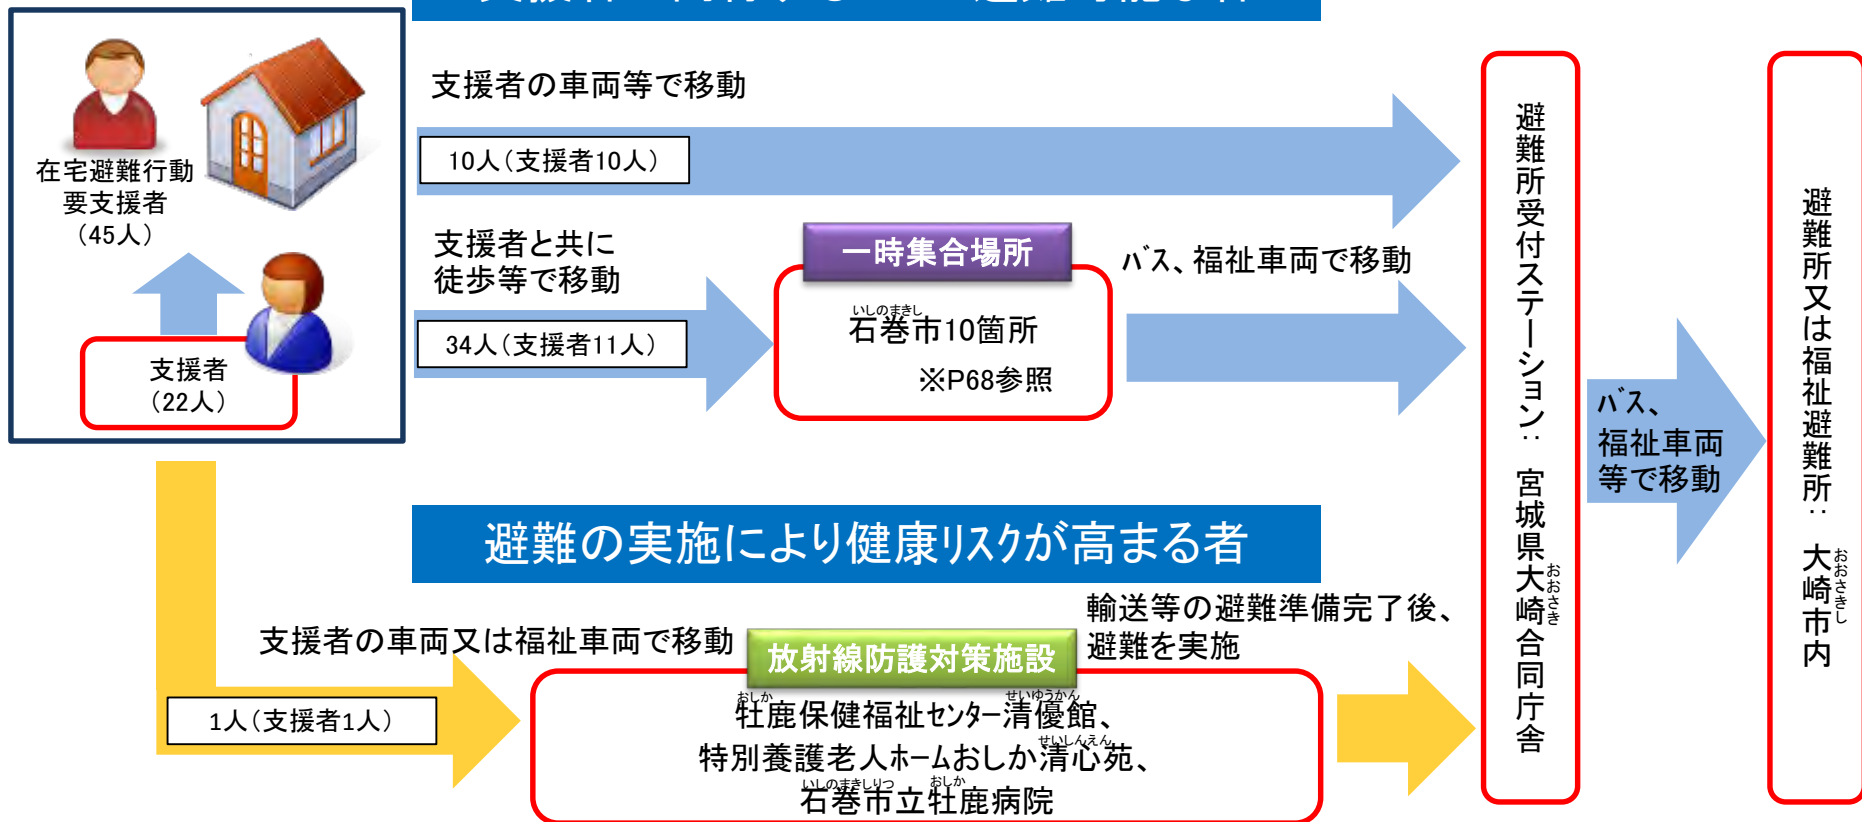 在宅避難行動
要支援者
（45人）
支援者
（22人）
支援者の車両等で移動
10人（支援者10人）
支援者と共に
徒歩等で移動
34人（支援者11人）
一時集合場所
いしのまきし
石巻市10箇所
※P68参照
バス、福祉車両で移動
避難所受付ステーション：宮城県大崎合同庁舎
おおさき
バス、
福祉車両
等で移動
避難所又は福祉避難所：大崎市内
おおさきし
避難の実施により健康リスクが高まる者
支援者の車両又は福祉車両で移動
1人（支援者1人）
放射線防護対策施設
おしか せいゆうかん
牡鹿保健福祉センター清優館、
せいしんえん
特別養護老人ホームおしか清心苑、
いしのまきしりつ おしか
石巻市立牡鹿病院
輸送等の避難準備完了後、
避難を実施